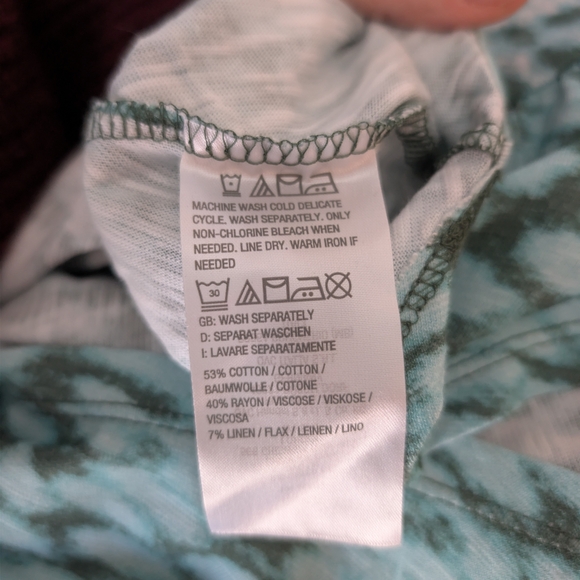 MACHINE WASH COLD DELICATE
CYCLE. WASH SEPARATELY. ONLY
NON-CHLORINE BLEACH WHEN
NEEDED. LINE DRY. WARM IRON IF
NEEDED
30
GB: WASH SEPARATELY
D: SEPARAT WASCHEN
I: LAVARE SEPARATAMENTE
53% COTTON / COTTON /
BAUMWOLLE / COTONE
40% RAYON / VISCOSE / VISKOSE /
VISCOSA
7% LINEN / FLAX / LEINEN / LINO